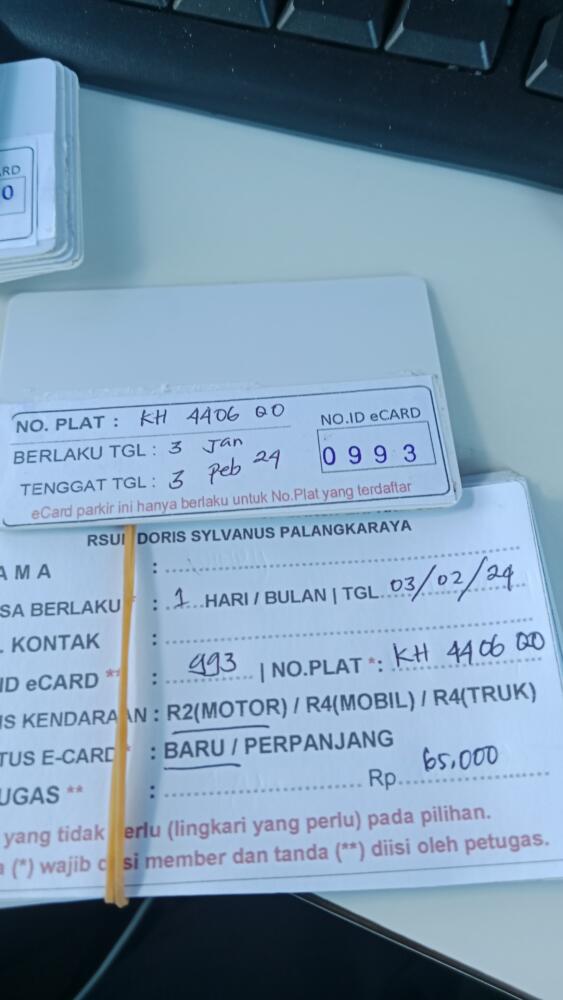 RD
0
NO. PLAT : KH 4406 QO
NO.ID eCARD
BERLAKU TGL : 3 Jan
0993
TENGGAT TGL : 3 Peb 24
eCard parkir ini hanya berlaku untuk No.Plat yang terdaftar
DORIS SYLVANUS PALANGKARAYA
A M A :
SA BERLAKU : 1 HARI / BULAN | TGL 03/02/24
. KONTAK :
ID eCARD ** : 993 | NO.PLAT *: KH 4406 QO
IS KENDARAAN : R2(MOTOR) / R4(MOBIL) / R4(TRUK)
TUS E-CARD : BARU / PERPANJANG
UGAS ** : Rp 65.000
yang tidak perlu (lingkari yang perlu) pada pilihan.
(*) wajib diisi member dan tanda (**) diisi oleh petugas.